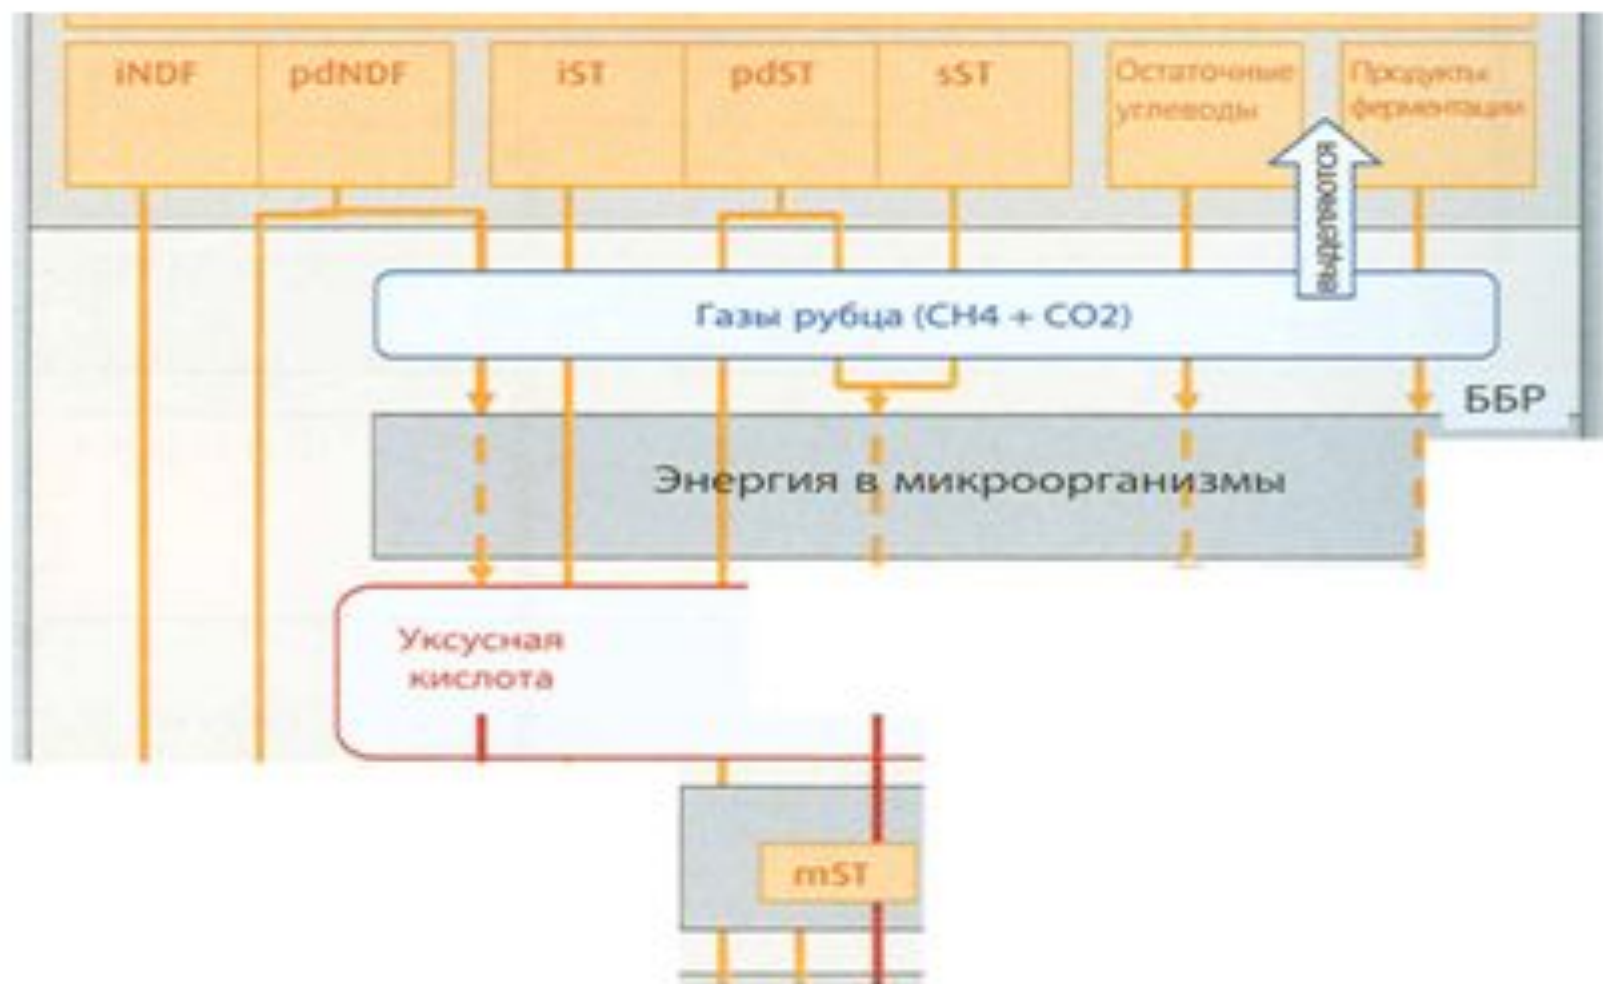 iNDF
pdNDF
iST
pdST
sST
Остаточные
углеводы
Продукты
ферментации
выделяются
Газы рубца (CH4 + CO2)
ББР
Энергия в микроорганизмы
Уксусная
кислота
mST